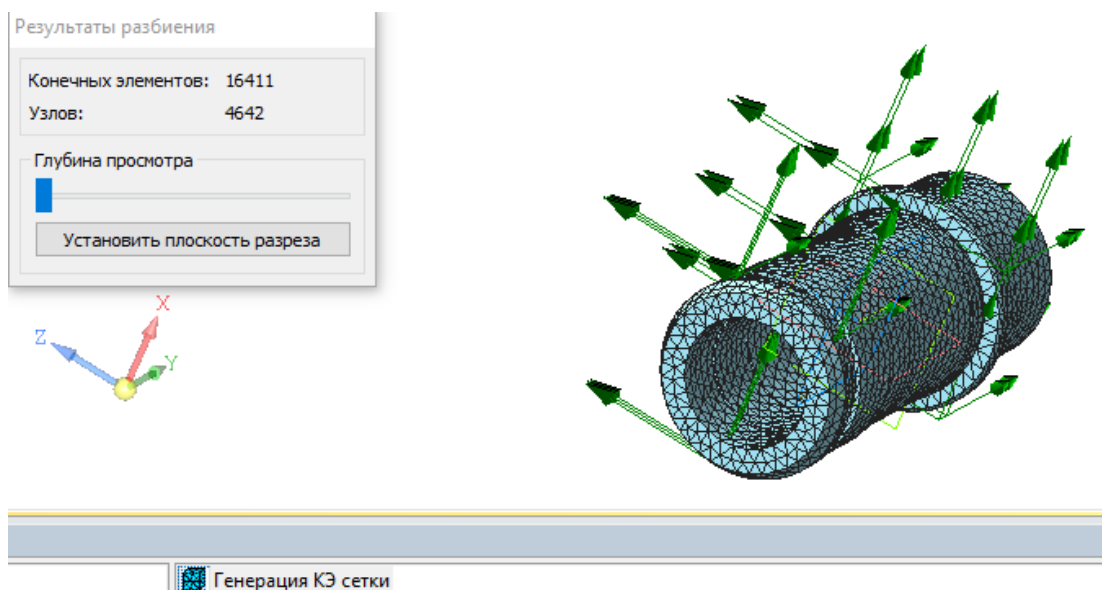 Результаты разбиения
Конечных элементов: 16411
Узлов: 4642
Глубина просмотра
Установить плоскость разреза
X
Z
Y
Генерация КЭ сетки